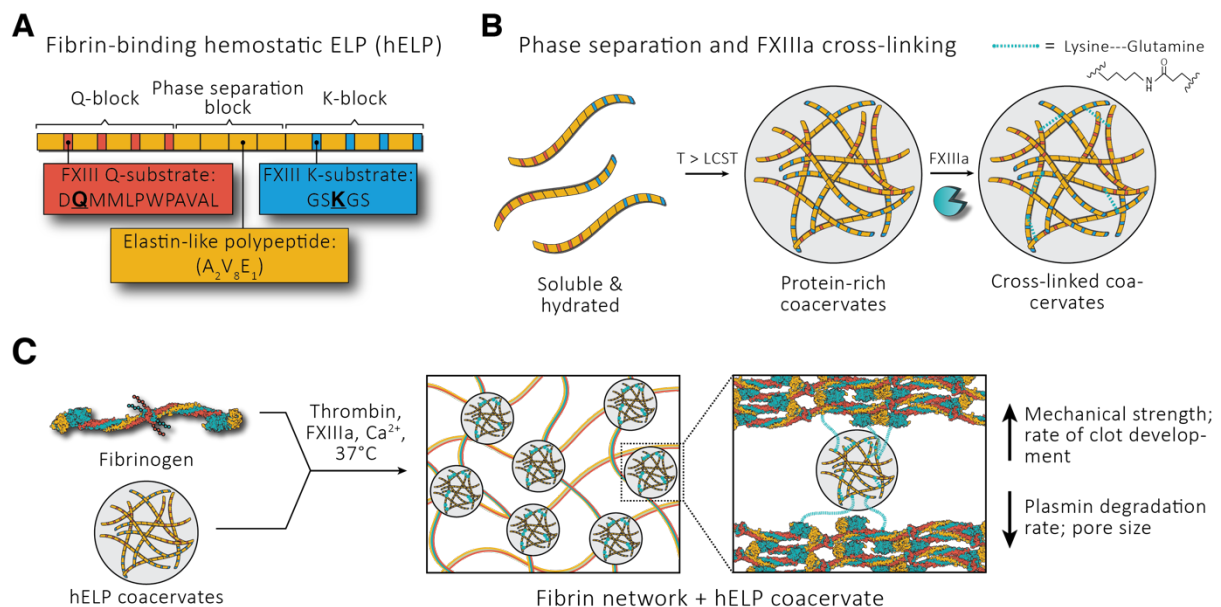 A
Fibrin-binding hemostatic ELP (hELP)
Q-block
Phase separation
block
K-block
FXIII Q-substrate:
DQMMLPWPAVAL
FXIII K-substrate:
GSKGS
Elastin-like polypeptide:
(A₂V₈E₁)
B
Phase separation and FXIIIa cross-linking
= Lysine---Glutamine
N
H
O
T > LCST
FXIIIa
Soluble &
hydrated
Protein-rich
coacervates
Cross-linked coa-
cervates
C
Fibrinogen
hELP coacervates
Thrombin,
FXIIIa, Ca²⁺,
37°C
Fibrin network + hELP coacervate
Mechanical strength;
rate of clot develop-
ment
Plasmin degradation
rate; pore size